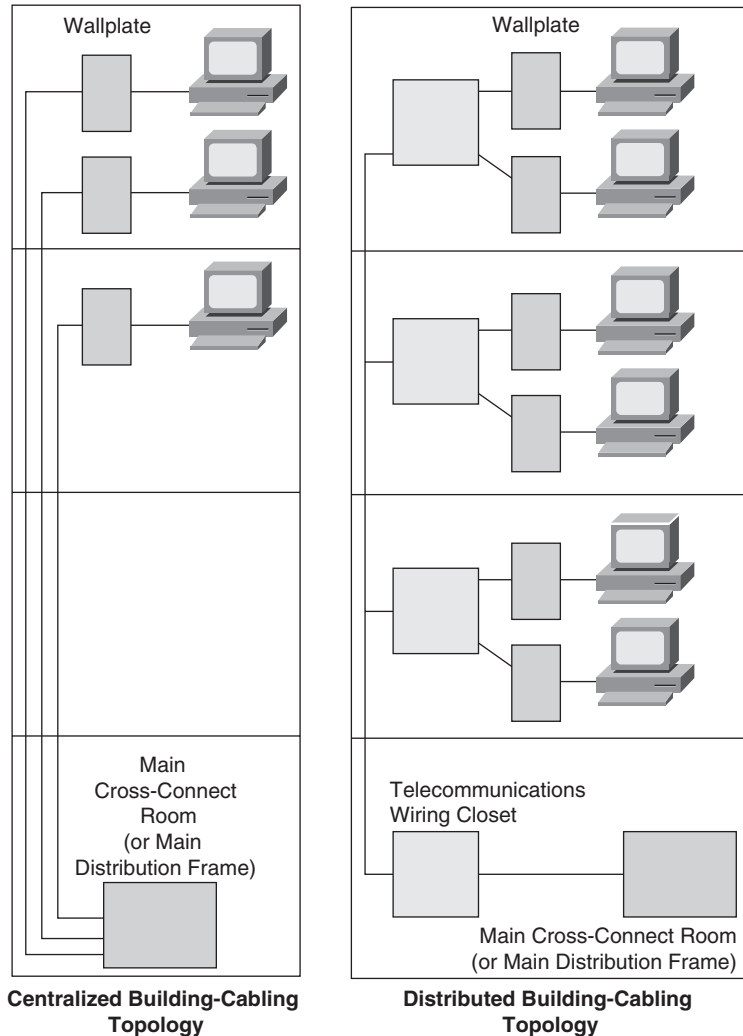 Wallplate
Main
Cross-Connect
Room
(or Main
Distribution Frame)
Centralized Building-Cabling
Topology
Wallplate
Telecommunications
Wiring Closet
Main Cross-Connect Room
(or Main Distribution Frame)
Distributed Building-Cabling
Topology